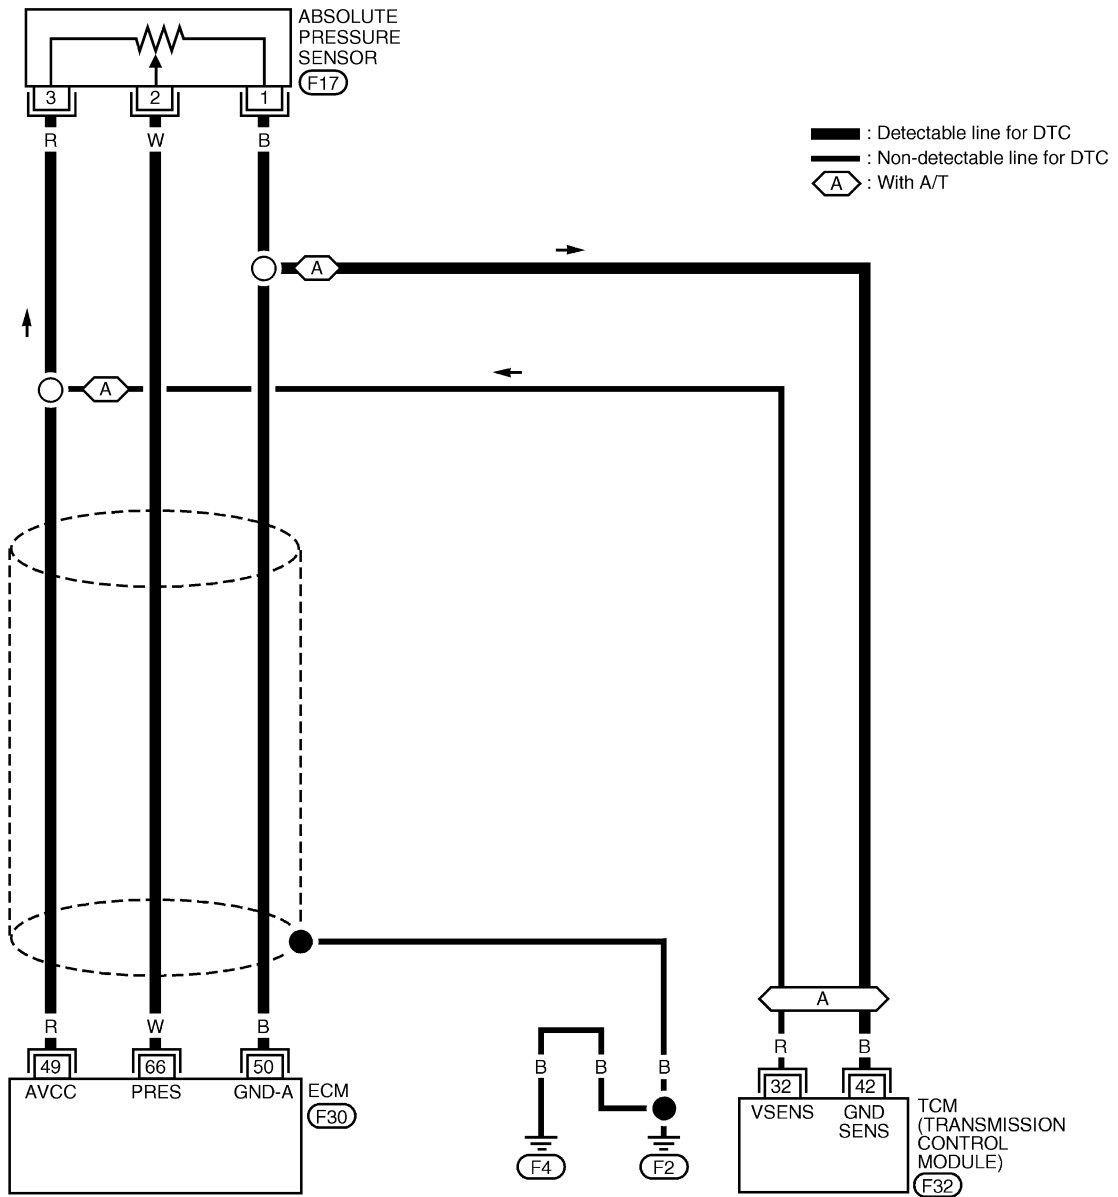 ABSOLUTE
PRESSURE
SENSOR
F17
3 2 1
R W B
: Detectable line for DTC
: Non-detectable line for DTC
A : With A/T
A
A
A
R W B
49 66 50
AVCC PRES GND-A
ECM
F30
B B B
F4 F2
R B
32 42
VSENS GND
SENS
TCM
(TRANSMISSION
CONTROL
MODULE)
F32